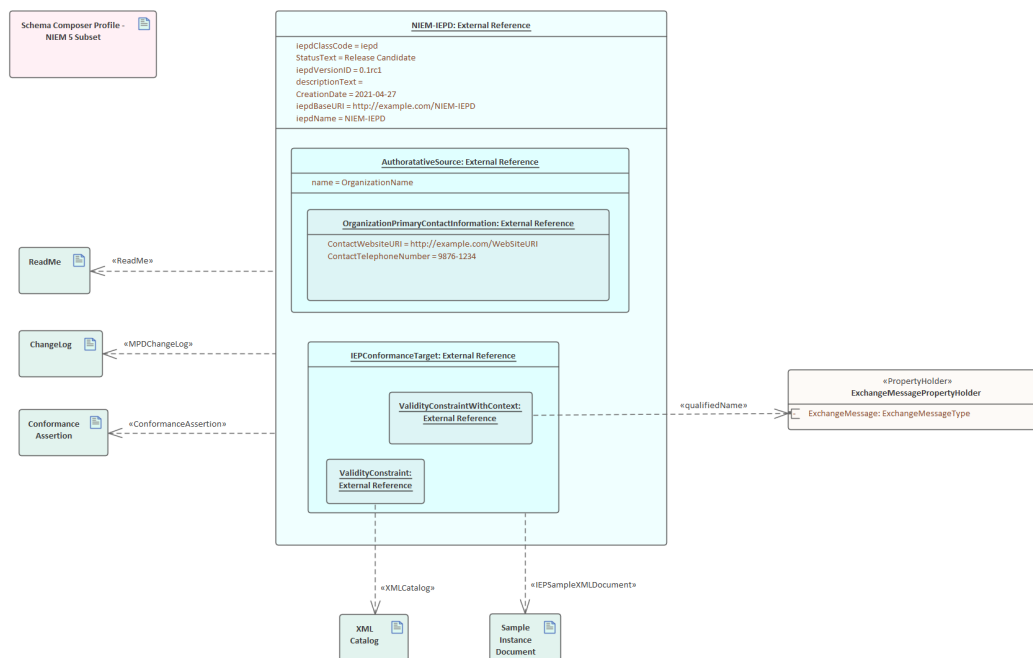 Schema Composer Profile -
NIEM 5 Subset
NIEM-IEPD: External Reference
iepdClassCode = iepd
StatusText = Release Candidate
iepdVersionID = 0.1rc1
descriptionText =
CreationDate = 2021-04-27
iepdBaseURI = http://example.com/NIEM-IEPD
iepdName = NIEM-IEPD
AuthoratativeSource: External Reference
name = OrganizationName
OrganizationPrimaryContactInformation: External Reference
ContactWebsiteURI = http://example.com/WebSiteURI
ContactTelephoneNumber = 9876-1234
ReadMe
«ReadMe»
ChangeLog
«MPDChangeLog»
Conformance
Assertion
«ConformanceAssertion»
IEPConformanceTarget: External Reference
ValidityConstraintWithContext:
External Reference
«qualifiedName»
«PropertyHolder»
ExchangeMessagePropertyHolder
ExchangeMessage: ExchangeMessageType
ValidityConstraint:
External Reference
«XMLCatalog»
«IEPSampleXMLDocument»
XML
Catalog
Sample
Instance
Document